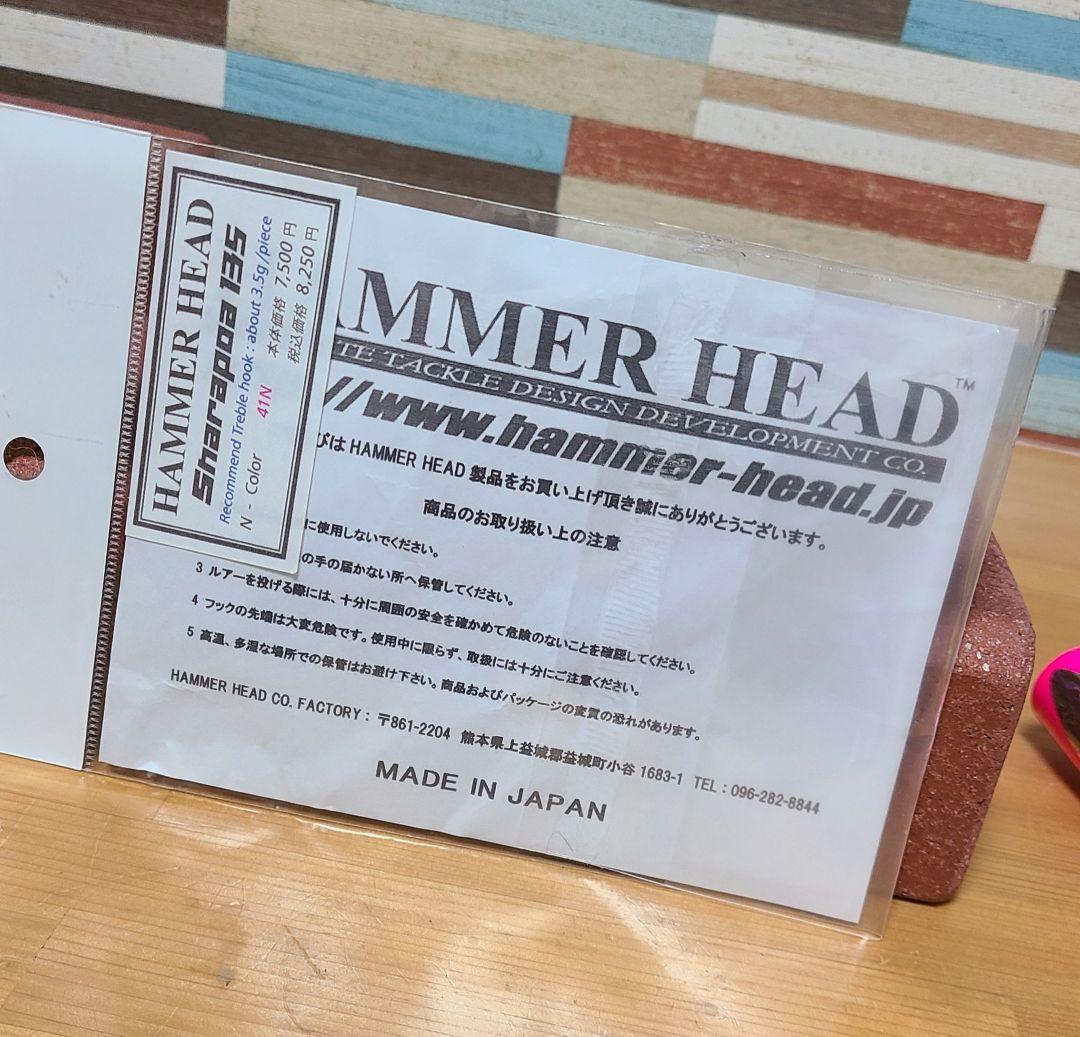 HAMMER HEAD
Sharapoa 135
Recommend Treble hook : about 3.5g/piece
N - Color 41N
本体価格 7,500 円
税込価格 8,250 円
MMER HEAD™
TE TACKLE DESIGN DEVELOPMENT CO.
//www.hammer-head.jp
びは HAMMER HEAD 製品をお買い上げ頂き誠にありがとうございます。
商品のお取り扱い上の注意
に使用しないでください。
の手の届かない所へ保管してください。
3 ルアーを投げる際には、十分に周囲の安全を確かめて危険のないことを確認してください。
4 フックの先端は大変危険です。使用中に限らず、取扱には十分にご注意ください。
5 高温、多湿な場所での保管はお避け下さい。商品およびパッケージの変質の恐れがあります。
HAMMER HEAD CO. FACTORY : 〒861-2204 熊本県上益城郡益城町小谷 1683-1 TEL : 096-282-8844
MADE IN JAPAN